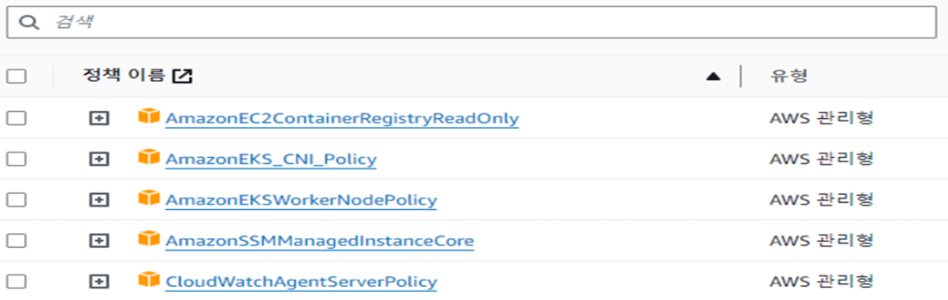 검색
정책 이름 유형
AmazonEC2ContainerRegistryReadOnly AWS 관리형
AmazonEKS_CNI_Policy AWS 관리형
AmazonEKSWorkerNodePolicy AWS 관리형
AmazonSSMManagedInstanceCore AWS 관리형
CloudWatchAgentServerPolicy AWS 관리형